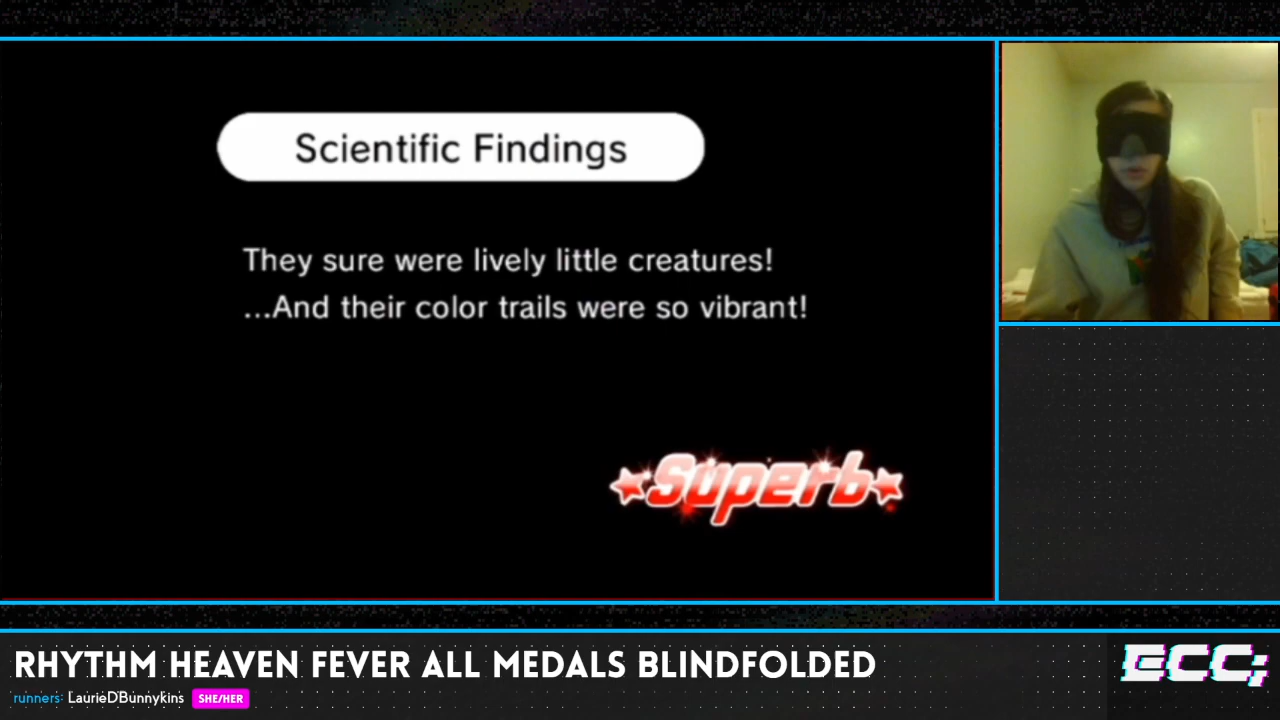 Scientific Findings
They sure were lively little creatures!
...And their color trails were so vibrant!
Superb
RHYTHM HEAVEN FEVER ALL MEDALS BLINDFOLDED
runners: LaurieDBunnykins SHE/HER
ECC;